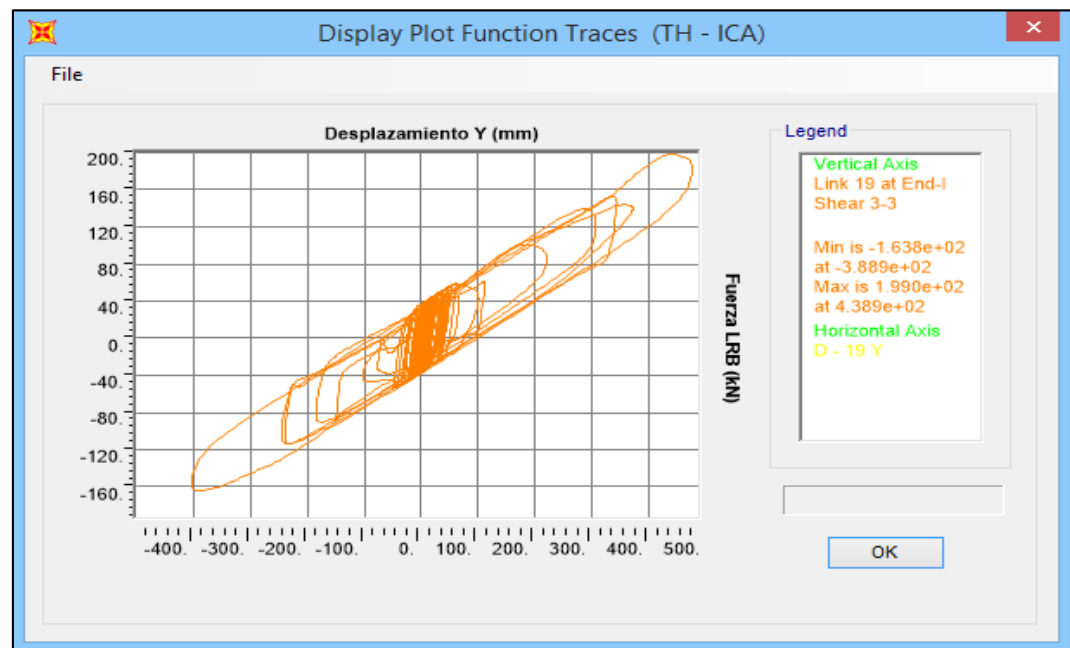 Display Plot Function Traces (TH - ICA)
File
Desplazamiento Y (mm)
200.
160.
120.
80.
40.
0.
-40.
-80.
-120.
-160.
-400. -300. -200. -100. 0. 100. 200. 300. 400. 500.
Fuerza LRB (kN)
Legend
Vertical Axis
Link 19 at End-I
Shear 3-3
Min is -1.638e+02
at -3.889e+02
Max is 1.990e+02
at 4.389e+02
Horizontal Axis
D - 19 Y
OK